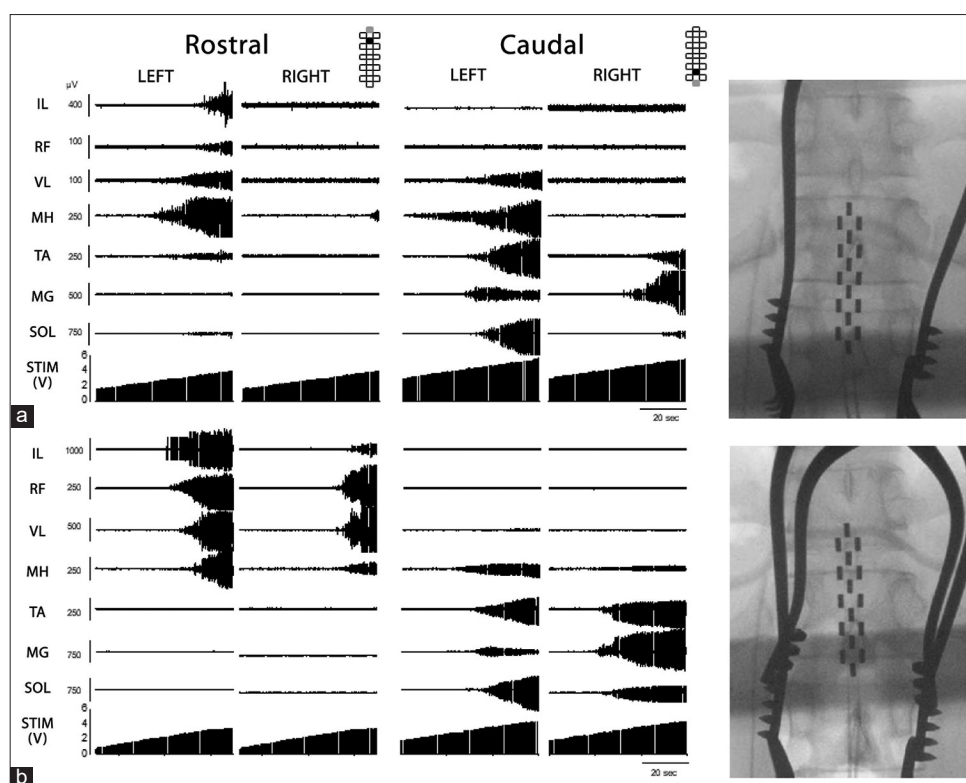 Rostral Caudal
LEFT RIGHT LEFT RIGHT
µV
IL 400
RF 100
VL 100
MH 250
TA 250
MG 500
SOL 750
STIM (V) 6 4 2 0
20 sec
a
IL 1000
RF 250
VL 500
MH 250
TA 250
MG 750
SOL 750
STIM (V) 6 4 2 0
20 sec
b